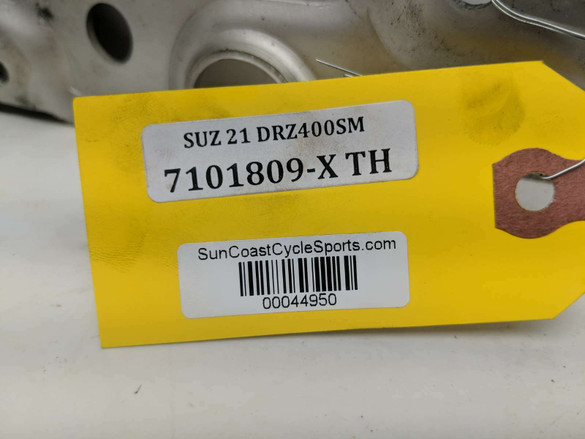 SUZ 21 DRZ400SM
7101809-X TH
SunCoastCycleSports.com
00044950